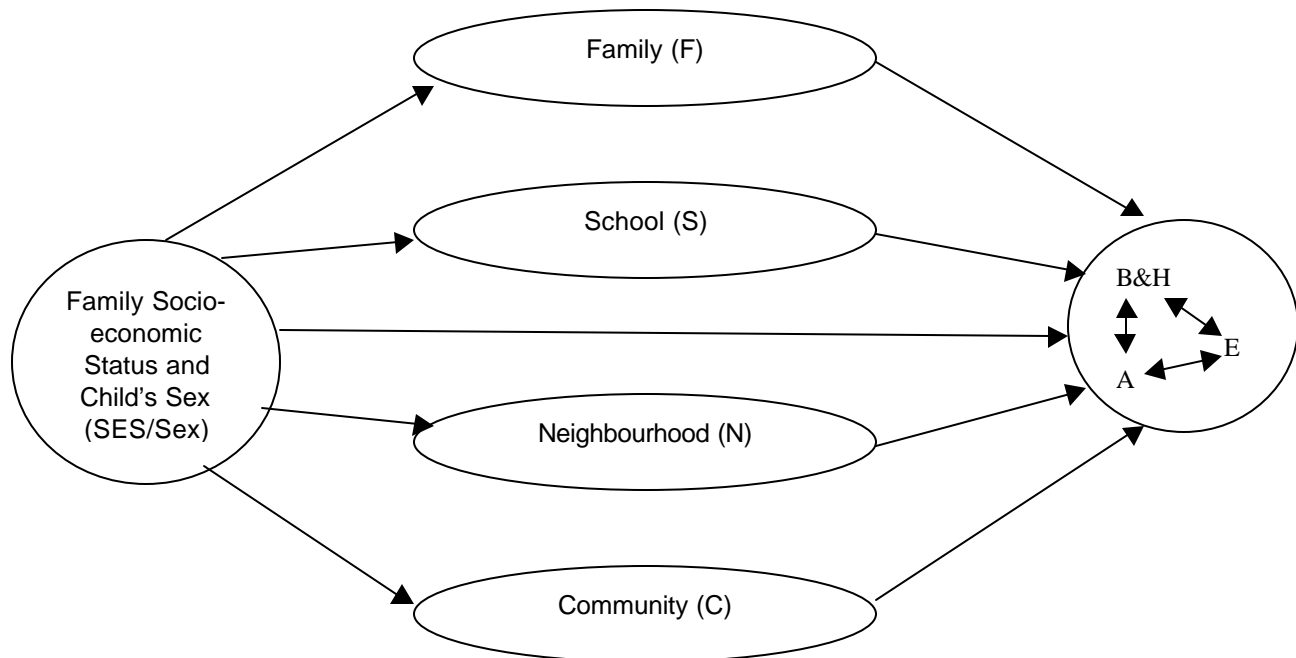 Family (F)
School (S)
Family Socio-
economic
Status and
Child's Sex
(SES/Sex)
B&H
E
A
Neighbourhood (N)
Community (C)